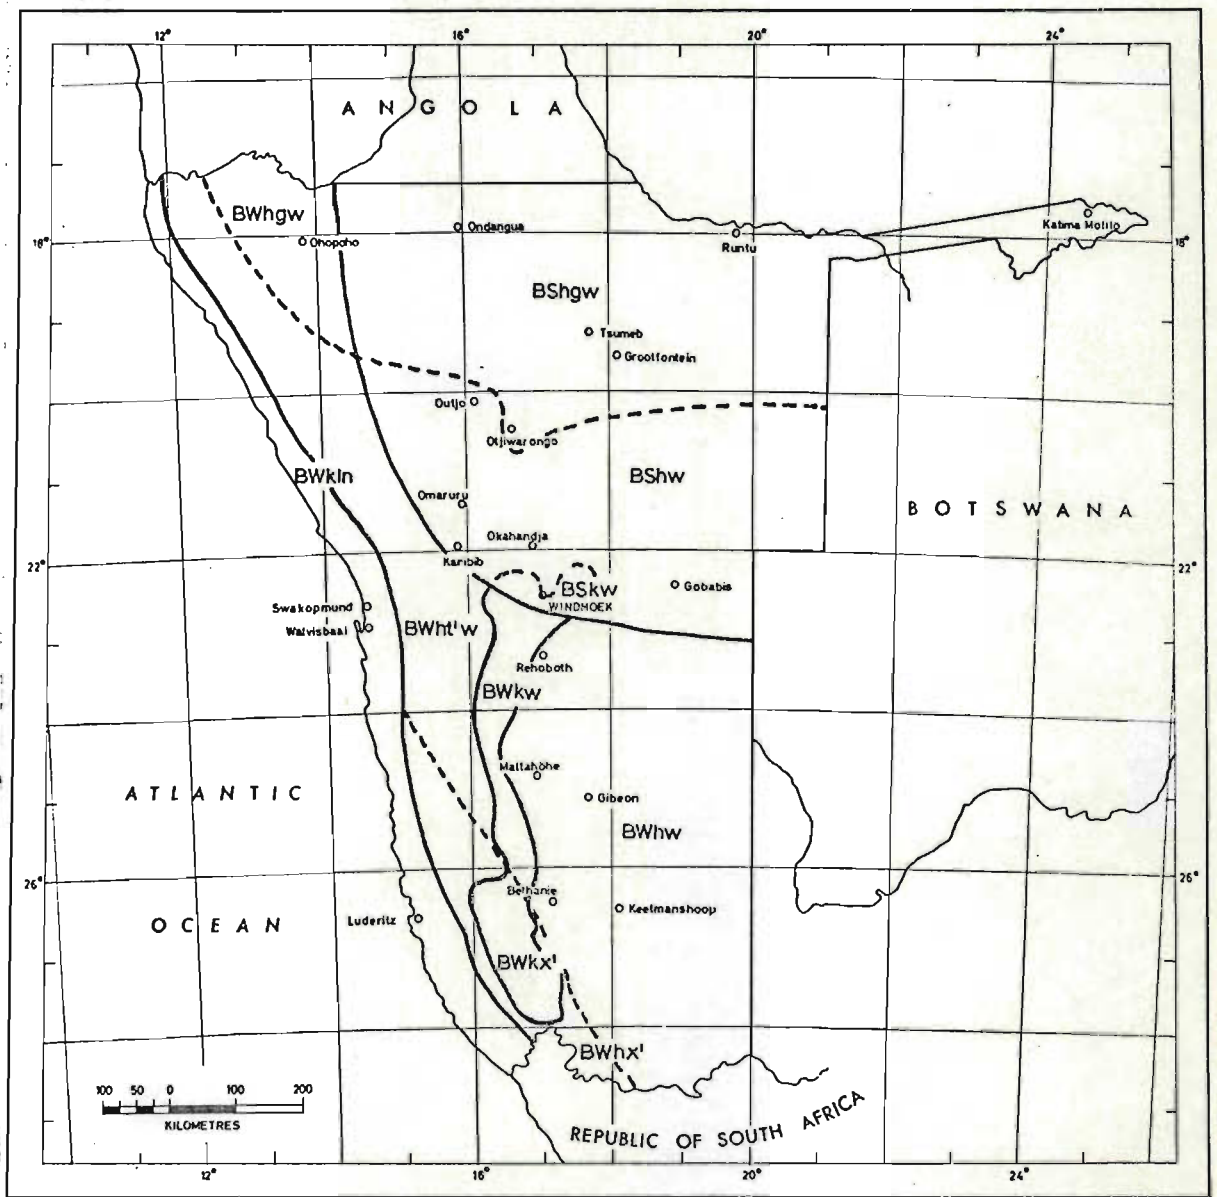 12° 16° 20° 24°
ANGOLA
BWhgw
Ohopoho
Ondangua
Runtu
Katima Molilo
18° 18°
BShgw
Tsumeb
Grootfontein
Outjo
Otjiwarongo
BWkln
BShw
Omaruru
BOTSWANA
Okahandja
Karibib
22° 22°
BSkw
Gobabis
WINDHOEK
Swakopmund
Walvisbaai
BWht'w
Rehoboth
BWkw
Maltahöhe
ATLANTIC
Gibeon
BWhw
26° 26°
Bethanie
Keetmanshoop
Luderitz
OCEAN
BWkx'
BWhx'
100 50 0 100 200
KILOMETRES
REPUBLIC OF SOUTH AFRICA
12° 16° 20° 24°